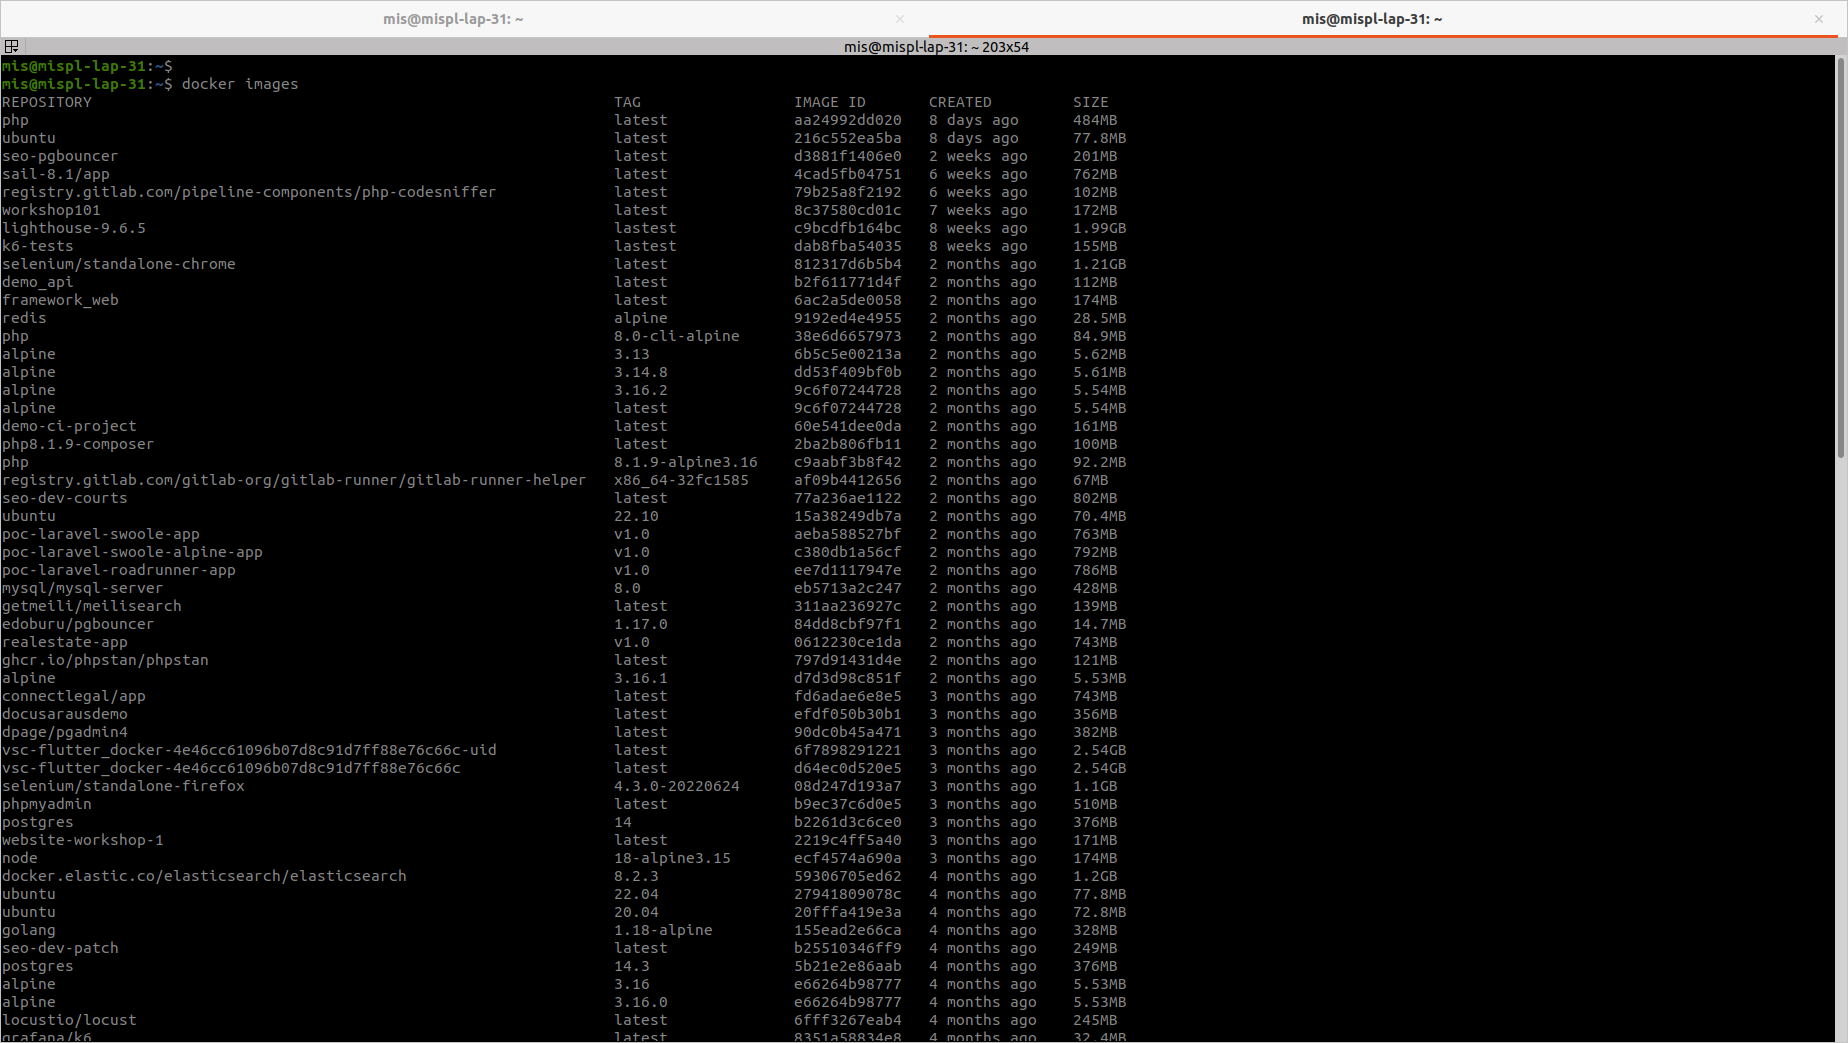 mis@mispl-lap-31: ~ × mis@mispl-lap-31: ~ ×
mis@mispl-lap-31: ~ 203x54
mis@mispl-lap-31:~$
mis@mispl-lap-31:~$ docker images
REPOSITORY TAG IMAGE ID CREATED SIZE
php latest aa24992dd020 8 days ago 484MB
ubuntu latest 216c552ea5ba 8 days ago 77.8MB
seo-pgbouncer latest d3881f1406e0 2 weeks ago 201MB
sail-8.1/app latest 4cad5fb04751 6 weeks ago 762MB
registry.gitlab.com/pipeline-components/php-codesniffer latest 79b25a8f2192 6 weeks ago 102MB
workshop101 latest 8c37580cd01c 7 weeks ago 172MB
lighthouse-9.6.5 lastest c9bcdfb164bc 8 weeks ago 1.99GB
k6-tests lastest dab8fba54035 8 weeks ago 155MB
selenium/standalone-chrome latest 812317d6b5b4 2 months ago 1.21GB
demo_api latest b2f611771d4f 2 months ago 112MB
framework_web latest 6ac2a5de0058 2 months ago 174MB
redis alpine 9192ed4e4955 2 months ago 28.5MB
php 8.0-cli-alpine 38e6d6657973 2 months ago 84.9MB
alpine 3.13 6b5c5e00213a 2 months ago 5.62MB
alpine 3.14.8 dd53f409bf0b 2 months ago 5.61MB
alpine 3.16.2 9c6f07244728 2 months ago 5.54MB
alpine latest 9c6f07244728 2 months ago 5.54MB
demo-ci-project latest 60e541dee0da 2 months ago 161MB
php8.1.9-composer latest 2ba2b806fb11 2 months ago 100MB
php 8.1.9-alpine3.16 c9aabf3b8f42 2 months ago 92.2MB
registry.gitlab.com/gitlab-org/gitlab-runner/gitlab-runner-helper x86_64-32fc1585 af09b4412656 2 months ago 67MB
seo-dev-courts latest 77a236ae1122 2 months ago 802MB
ubuntu 22.10 15a38249db7a 2 months ago 70.4MB
poc-laravel-swoole-app v1.0 aeba588527bf 2 months ago 763MB
poc-laravel-swoole-alpine-app v1.0 c380db1a56cf 2 months ago 792MB
poc-laravel-roadrunner-app v1.0 ee7d1117947e 2 months ago 786MB
mysql/mysql-server 8.0 eb5713a2c247 2 months ago 428MB
getmeili/meilisearch latest 311aa236927c 2 months ago 139MB
edoburu/pgbouncer 1.17.0 84dd8cbf97f1 2 months ago 14.7MB
realestate-app v1.0 0612230ce1da 2 months ago 743MB
ghcr.io/phpstan/phpstan latest 797d91431d4e 2 months ago 121MB
alpine 3.16.1 d7d3d98c851f 2 months ago 5.53MB
connectlegal/app latest fd6adae6e8e5 3 months ago 743MB
docusarausdemo latest efdf050b30b1 3 months ago 356MB
dpage/pgadmin4 latest 90dc0b45a471 3 months ago 382MB
vsc-flutter_docker-4e46cc61096b07d8c91d7ff88e76c66c-uid latest 6f7898291221 3 months ago 2.54GB
vsc-flutter_docker-4e46cc61096b07d8c91d7ff88e76c66c latest d64ec0d520e5 3 months ago 2.54GB
selenium/standalone-firefox 4.3.0-20220624 08d247d193a7 3 months ago 1.1GB
phpmyadmin latest b9ec37c6d0e5 3 months ago 510MB
postgres 14 b2261d3c6ce0 3 months ago 376MB
website-workshop-1 latest 2219c4ff5a40 3 months ago 171MB
node 18-alpine3.15 ecf4574a690a 3 months ago 174MB
docker.elastic.co/elasticsearch/elasticsearch 8.2.3 59306705ed62 4 months ago 1.2GB
ubuntu 22.04 27941809078c 4 months ago 77.8MB
ubuntu 20.04 20fffa419e3a 4 months ago 72.8MB
golang 1.18-alpine 155ead2e66ca 4 months ago 328MB
seo-dev-patch latest b25510346ff9 4 months ago 249MB
postgres 14.3 5b21e2e86aab 4 months ago 376MB
alpine 3.16 e66264b98777 4 months ago 5.53MB
alpine 3.16.0 e66264b98777 4 months ago 5.53MB
locustio/locust latest 6fff3267eab4 4 months ago 245MB
grafana/k6 latest 8351a58834e8 4 months ago 32.4MB